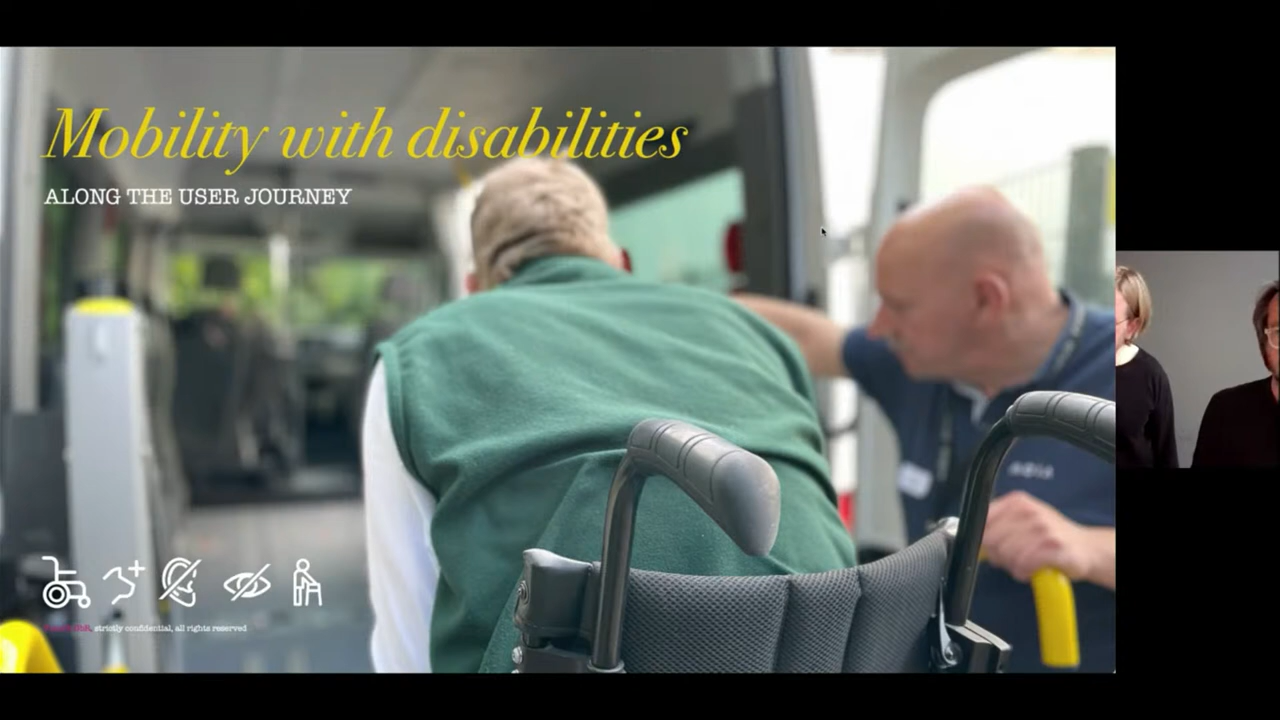 Mobility with disabilities
ALONG THE USER JOURNEY
strictly confidential, all rights reserved